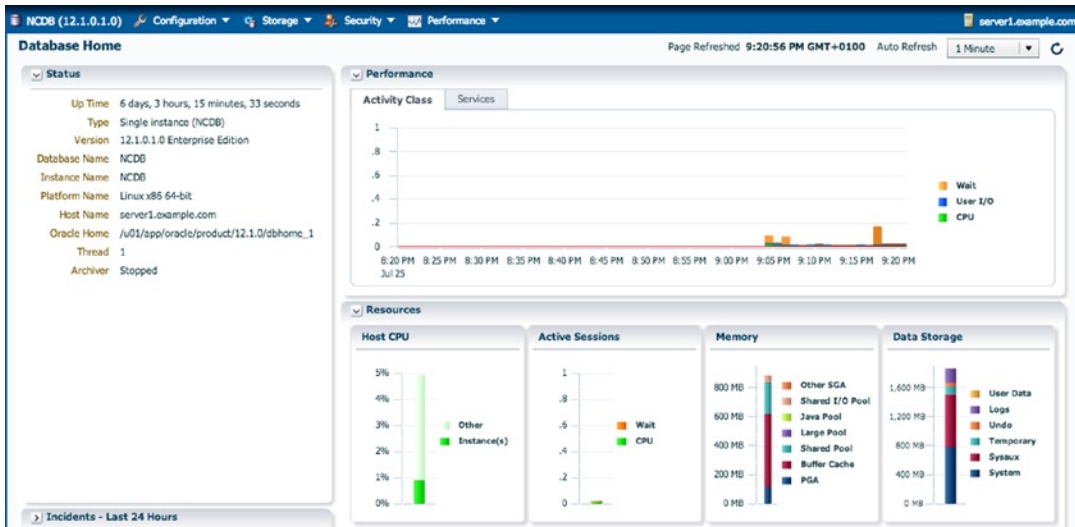 NCDB (12.1.0.1.0) Configuration Storage Security Performance server1.example.com
Database Home
Page Refreshed 9:20:56 PM GMT+0100 Auto Refresh 1 Minute
Status
Up Time 6 days, 3 hours, 15 minutes, 33 seconds
Type Single instance (NCDB)
Version 12.1.0.1.0 Enterprise Edition
Database Name NCDB
Instance Name NCDB
Platform Name Linux x86 64-bit
Host Name server1.example.com
Oracle Home /u01/app/oracle/product/12.1.0/dbhome_1
Thread 1
Archiver Stopped
Incidents - Last 24 Hours
Performance
Activity Class Services
1
.8
.6
.4
.2
0
8:20 PM 8:25 PM 8:30 PM 8:35 PM 8:40 PM 8:45 PM 8:50 PM 8:55 PM 9:00 PM 9:05 PM 9:10 PM 9:15 PM 9:20 PM
Jul 25
Wait
User I/O
CPU
Resources
Host CPU
5%
4%
3%
2%
1%
0%
Other
Instance(s)
Active Sessions
1
.8
.6
.4
.2
0
Wait
CPU
Memory
800 MB
600 MB
400 MB
200 MB
0 MB
Other SGA
Shared I/O Pool
Java Pool
Large Pool
Shared Pool
Buffer Cache
PGA
Data Storage
1,600 MB
1,200 MB
800 MB
400 MB
0 MB
User Data
Logs
Undo
Temporary
Sysaux
System